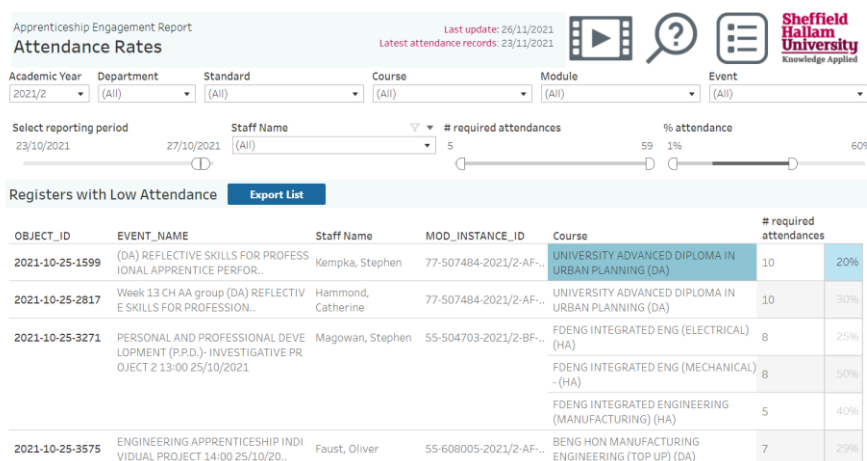 Apprenticeship Engagement Report
Attendance Rates
Last update: 26/11/2021
Latest attendance records: 23/11/2021
Sheffield
Hallam
University
Knowledge Applied
Academic Year Department Standard Course Module Event
2021/2 (All) (All) (All) (All) (All)
Select reporting period Staff Name # required attendances % attendance
23/10/2021 27/10/2021 (All) 5 59 1% 60%
Registers with Low Attendance Export List
OBJECT_ID EVENT_NAME Staff Name MOD_INSTANCE_ID Course # required
attendances
2021-10-25-1599 (DA) REFLECTIVE SKILLS FOR PROFESS
IONAL APPRENTICE PERFOR.. Kempka, Stephen 77-507484-2021/2-AF-.. UNIVERSITY ADVANCED DIPLOMA IN
URBAN PLANNING (DA) 10 20%
2021-10-25-2817 Week 13 CH AA group (DA) REFLECTIV
E SKILLS FOR PROFESSION.. Hammond,
Catherine 77-507484-2021/2-AF-.. UNIVERSITY ADVANCED DIPLOMA IN
URBAN PLANNING (DA) 10 30%
2021-10-25-3271 PERSONAL AND PROFESSIONAL DEVE
LOPMENT (P.P.D.)- INVESTIGATIVE PR
OJECT 2 13:00 25/10/2021 Magowan, Stephen 55-504703-2021/2-BF-.. FDENG INTEGRATED ENG (ELECTRICAL)
(HA) 8 25%
FDENG INTEGRATED ENG (MECHANICAL)
- (HA) 8 50%
FDENG INTEGRATED ENGINEERING
(MANUFACTURING) (HA) 5 40%
2021-10-25-3575 ENGINEERING APPRENTICESHIP INDI
VIDUAL PROJECT 14:00 25/10/20.. Faust, Oliver 55-608005-2021/2-AF-.. BENG HON MANUFACTURING
ENGINEERING (TOP UP) (DA) 7 29%